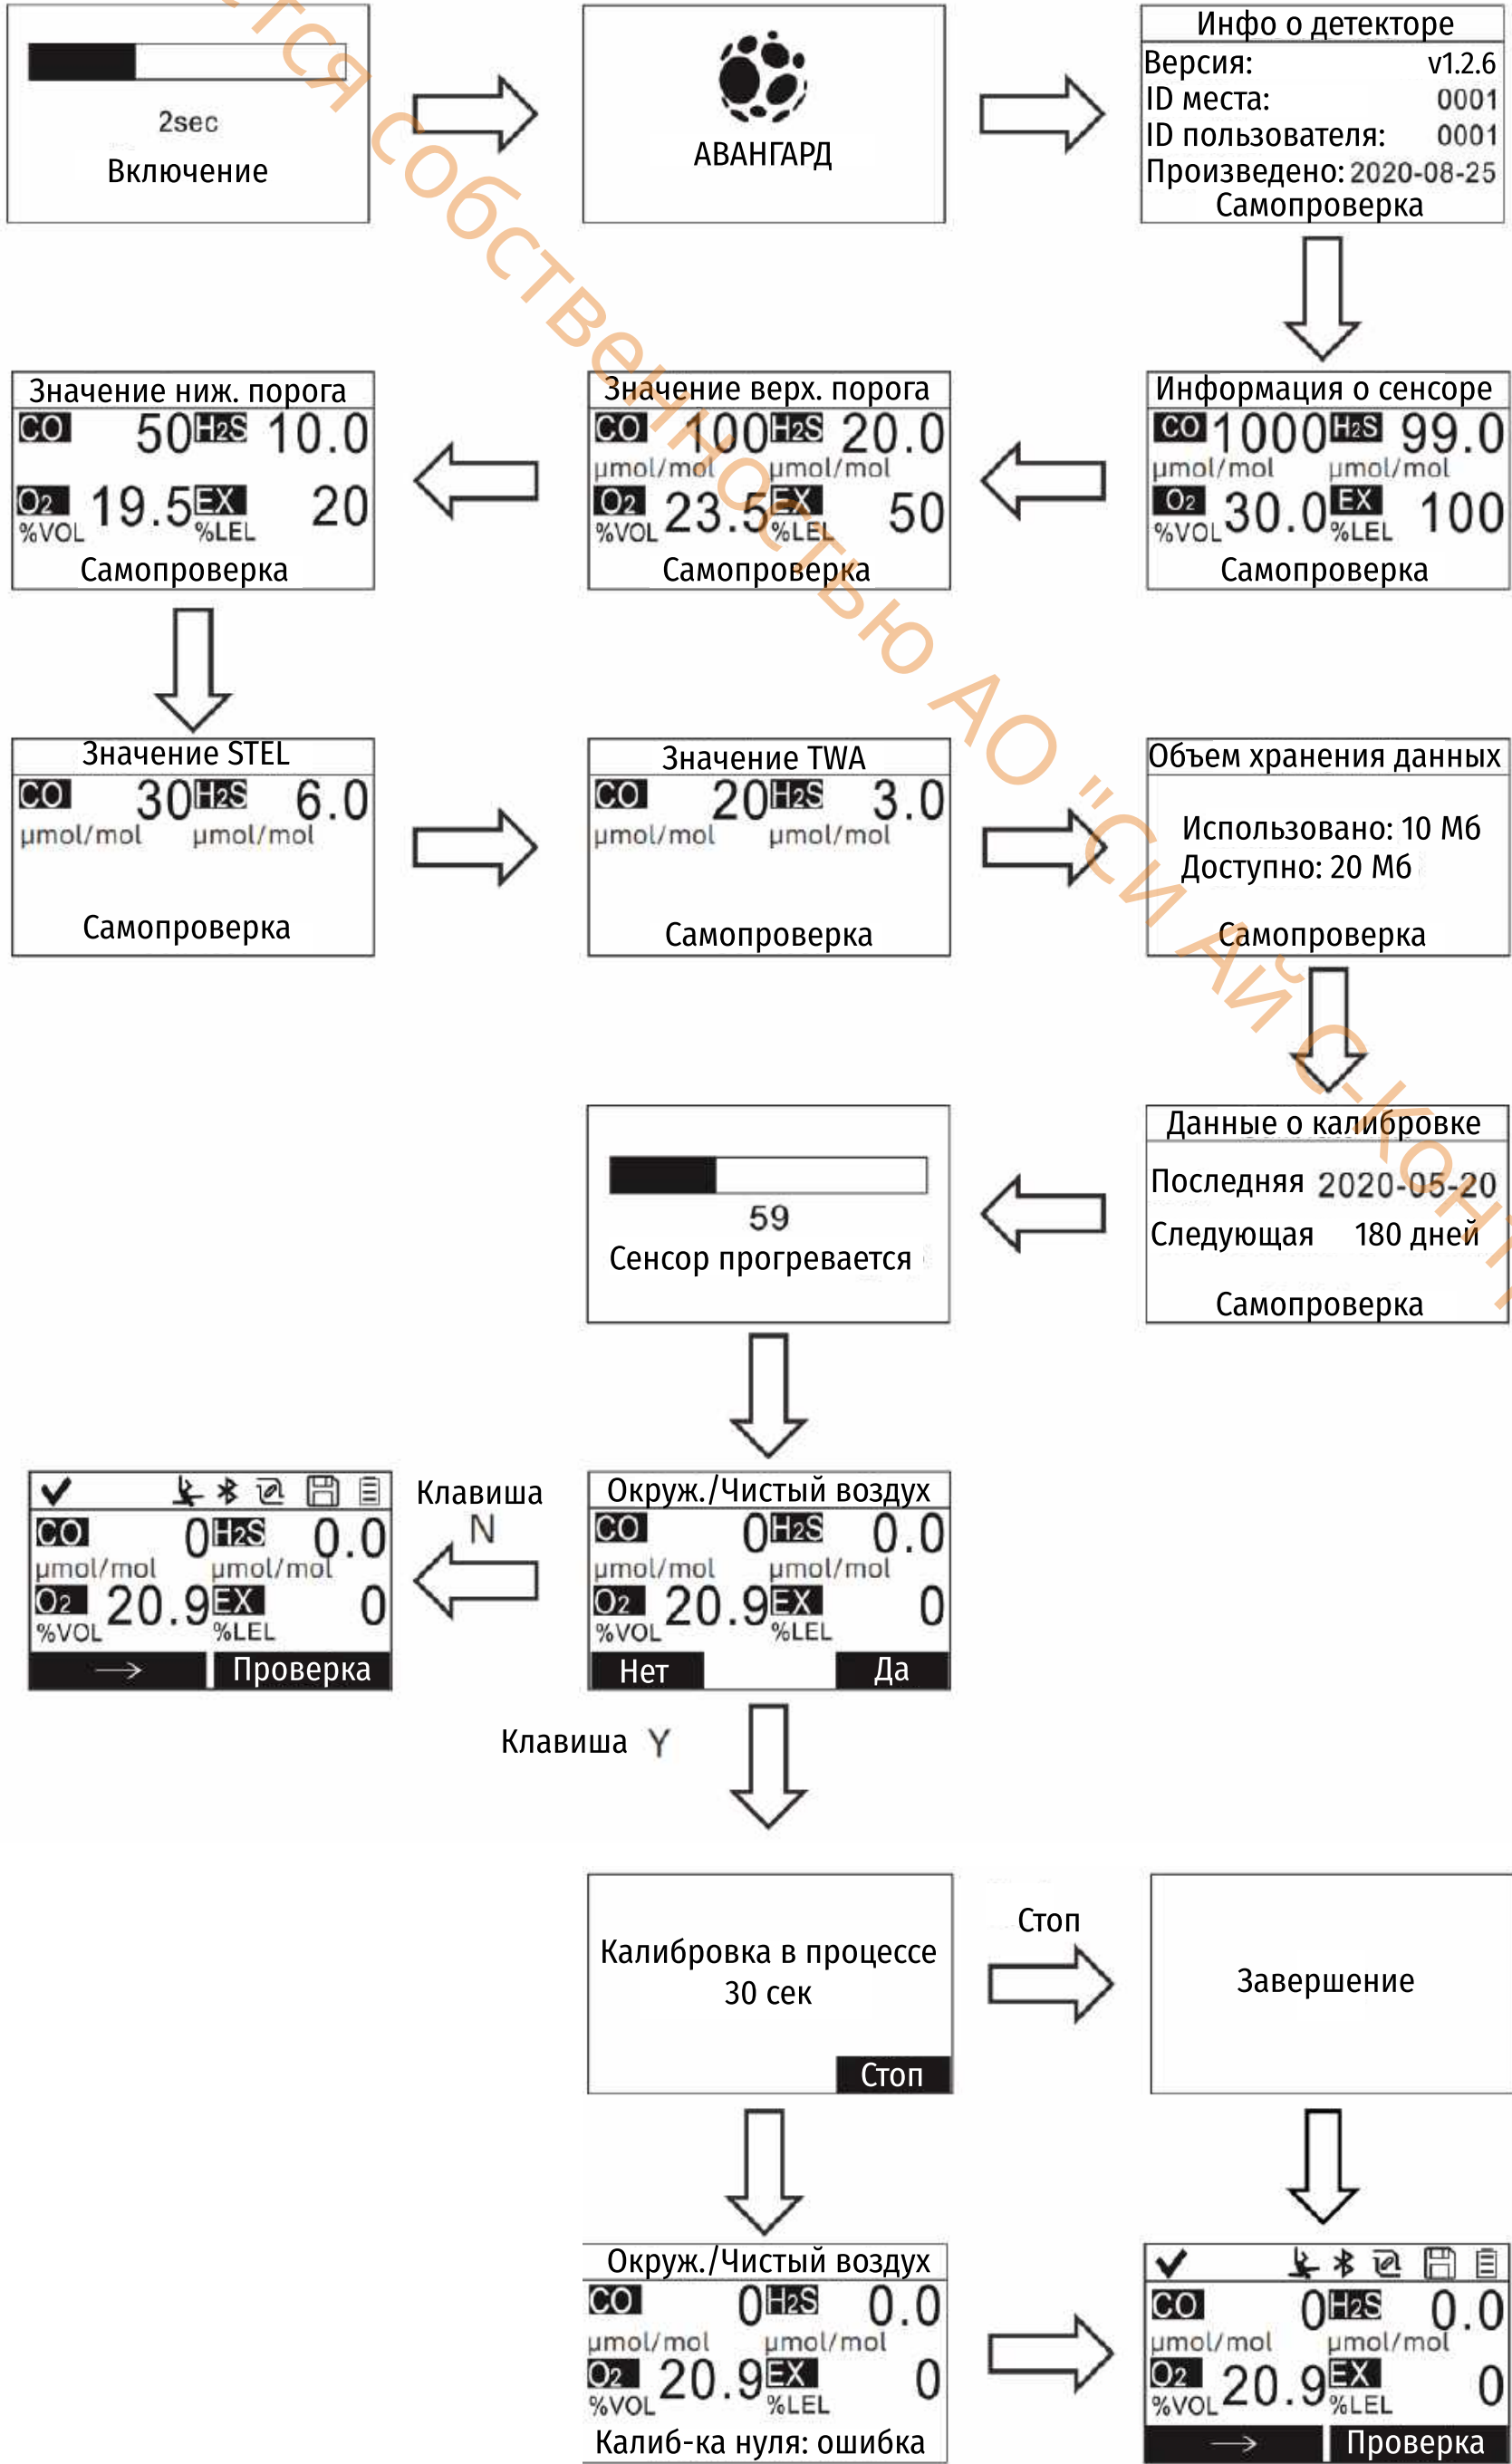 2sec
Включение
АВАНГАРД
Инфо о детекторе
Версия: v1.2.6
ID места: 0001
ID пользователя: 0001
Произведено: 2020-08-25
Самопроверка
Информация о сенсоре
CO 1000 H2S 99.0
µmol/mol µmol/mol
O2 30.0 EX 100
%VOL %LEL
Самопроверка
Значение верх. порога
CO 100 H2S 20.0
µmol/mol µmol/mol
O2 23.5 EX 50
%VOL %LEL
Самопроверка
Значение ниж. порога
CO 50 H2S 10.0
O2 19.5 EX 20
%VOL %LEL
Самопроверка
Значение STEL
CO 30 H2S 6.0
µmol/mol µmol/mol
Самопроверка
Значение TWA
CO 20 H2S 3.0
µmol/mol µmol/mol
Самопроверка
Объем хранения данных
Использовано: 10 Мб
Доступно: 20 Мб
Самопроверка
Данные о калибровке
Последняя 2020-05-20
Следующая 180 дней
Самопроверка
59
Сенсор прогревается
Окруж./Чистый воздух
CO 0 H2S 0.0
µmol/mol µmol/mol
O2 20.9 EX 0
%VOL %LEL
Нет Да
Клавиша
N
CO 0 H2S 0.0
µmol/mol µmol/mol
O2 20.9 EX 0
%VOL %LEL
→ Проверка
Клавиша Y
Калибровка в процессе
30 сек
Стоп
Стоп
Завершение
Окруж./Чистый воздух
CO 0 H2S 0.0
µmol/mol µmol/mol
O2 20.9 EX 0
%VOL %LEL
Калиб-ка нуля: ошибка
CO 0 H2S 0.0
µmol/mol µmol/mol
O2 20.9 EX 0
%VOL %LEL
→ Проверка
собственностью АО "СИ АЙ С-